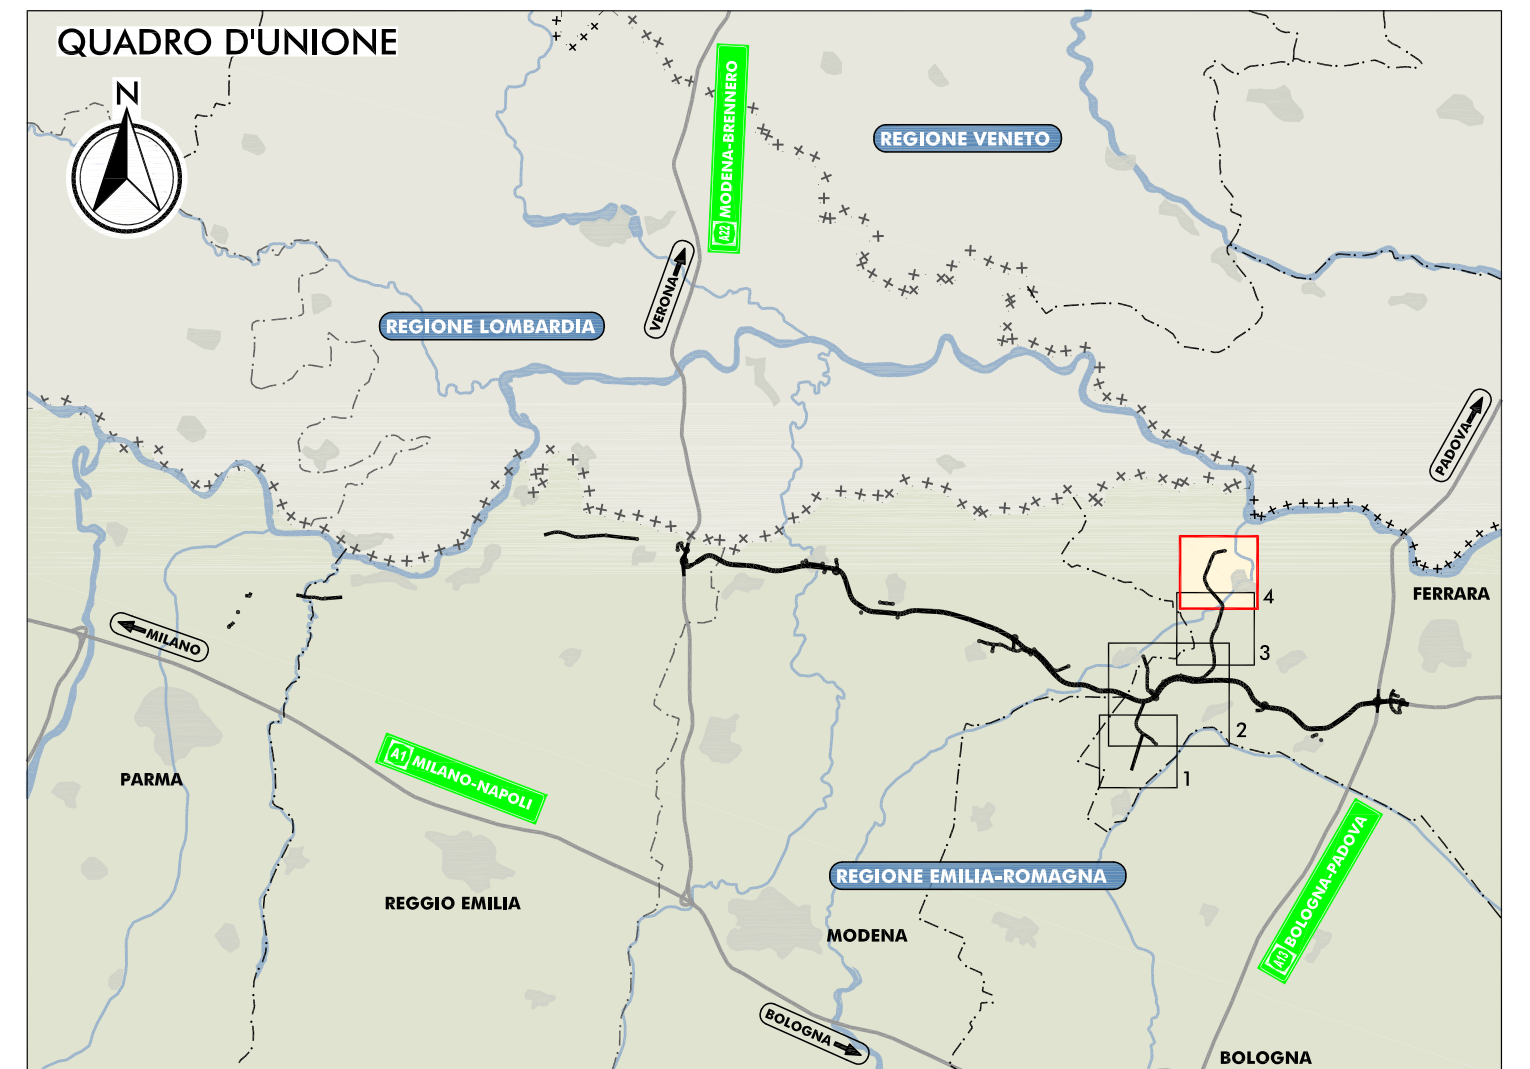 QUADRO D'UNIONE
N
A22 MODENA-BRENNERO
REGIONE VENETO
VERONA
REGIONE LOMBARDIA
PADOVA
FERRARA
4
MILANO
3
2
A1 MILANO-NAPOLI
PARMA
1
A13 BOLOGNA-PADOVA
REGIONE EMILIA-ROMAGNA
REGGIO EMILIA
MODENA
BOLOGNA
BOLOGNA